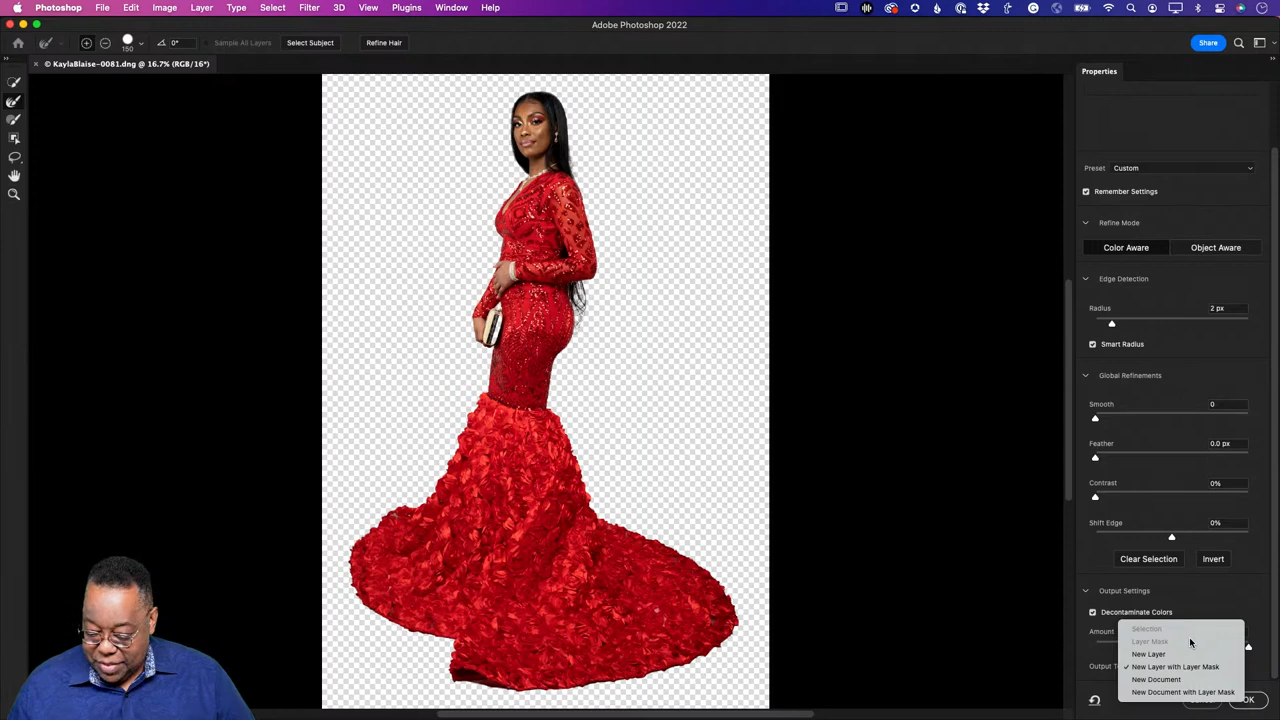 Photoshop File Edit Image Layer Type Select Filter 3D View Plugins Window Help
Adobe Photoshop 2022
150 0° Sample All Layers Select Subject Refine Hair Share
× © KaylaBlaise-0081.dng @ 16.7% (RGB/16*)
Properties
Preset Custom
Remember Settings
Refine Mode
Color Aware Object Aware
Edge Detection
Radius 2 px
Smart Radius
Global Refinements
Smooth 0
Feather 0.0 px
Contrast 0%
Shift Edge 0%
Clear Selection Invert
Output Settings
Decontaminate Colors
Selection
Amount
Layer Mask
New Layer
Output
New Layer with Layer Mask
New Document
New Document with Layer Mask